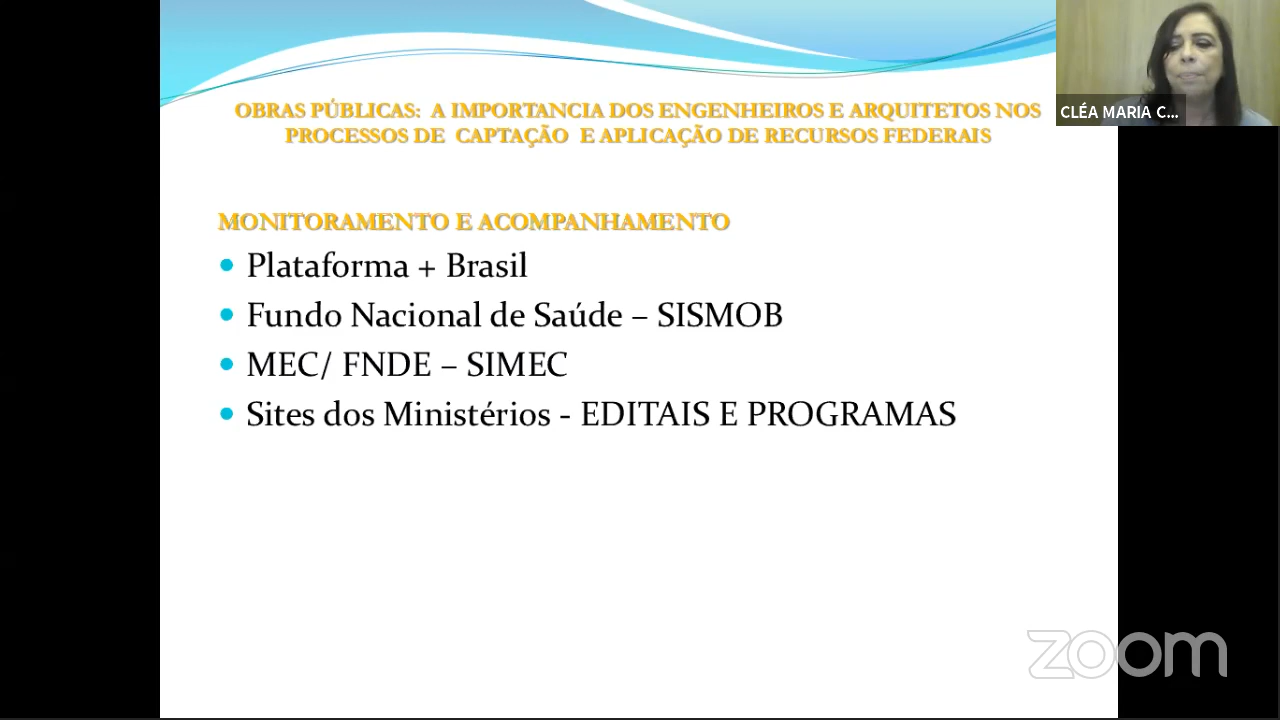 OBRAS PÚBLICAS: A IMPORTANCIA DOS ENGENHEIROS E ARQUITETOS NOS
PROCESSOS DE CAPTAÇÃO E APLICAÇÃO DE RECURSOS FEDERAIS
CLÉA MARIA C...
MONITORAMENTO E ACOMPANHAMENTO
• Plataforma + Brasil
• Fundo Nacional de Saúde – SISMOB
• MEC/ FNDE – SIMEC
• Sites dos Ministérios - EDITAIS E PROGRAMAS
zoom